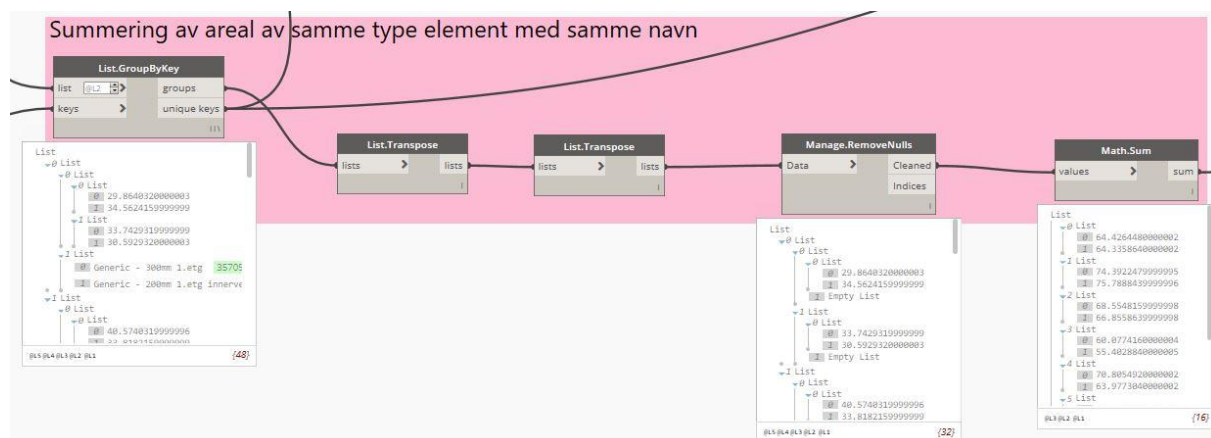 Summering av areal av samme type element med samme navn
List.GroupByKey
list @L2 > groups
keys > unique keys
List
0 List
0 List
0 List
0 29.8640320000003
1 34.5624159999999
1 List
0 33.7429319999999
1 30.5929320000003
1 List
0 Generic - 300mm 1.etg 35705
1 Generic - 200mm 1.etg innerve
1 List
0 List
0 List
0 40.5740319999996
1 33.8182159999999
@L5 @L4 @L3 @L2 @L1 {48}
List.Transpose
lists > lists
List.Transpose
lists > lists
Manage.RemoveNulls
Data > Cleaned
Indices
List
0 List
0 List
0 List
0 29.8640320000003
1 34.5624159999999
1 Empty List
1 List
0 List
0 33.7429319999999
1 30.5929320000003
1 Empty List
1 List
0 List
0 List
0 40.5740319999996
1 33.8182159999999
@L5 @L4 @L3 @L2 @L1 {32}
Math.Sum
values > sum
List
0 List
0 64.4264480000002
1 64.3358640000002
1 List
0 74.3922479999995
1 75.7888439999996
2 List
0 68.5548159999998
1 66.8558639999998
3 List
0 60.0774160000004
1 55.4028840000005
4 List
0 70.8054920000002
1 63.9773040000002
5 List
@L3 @L2 @L1 {16}